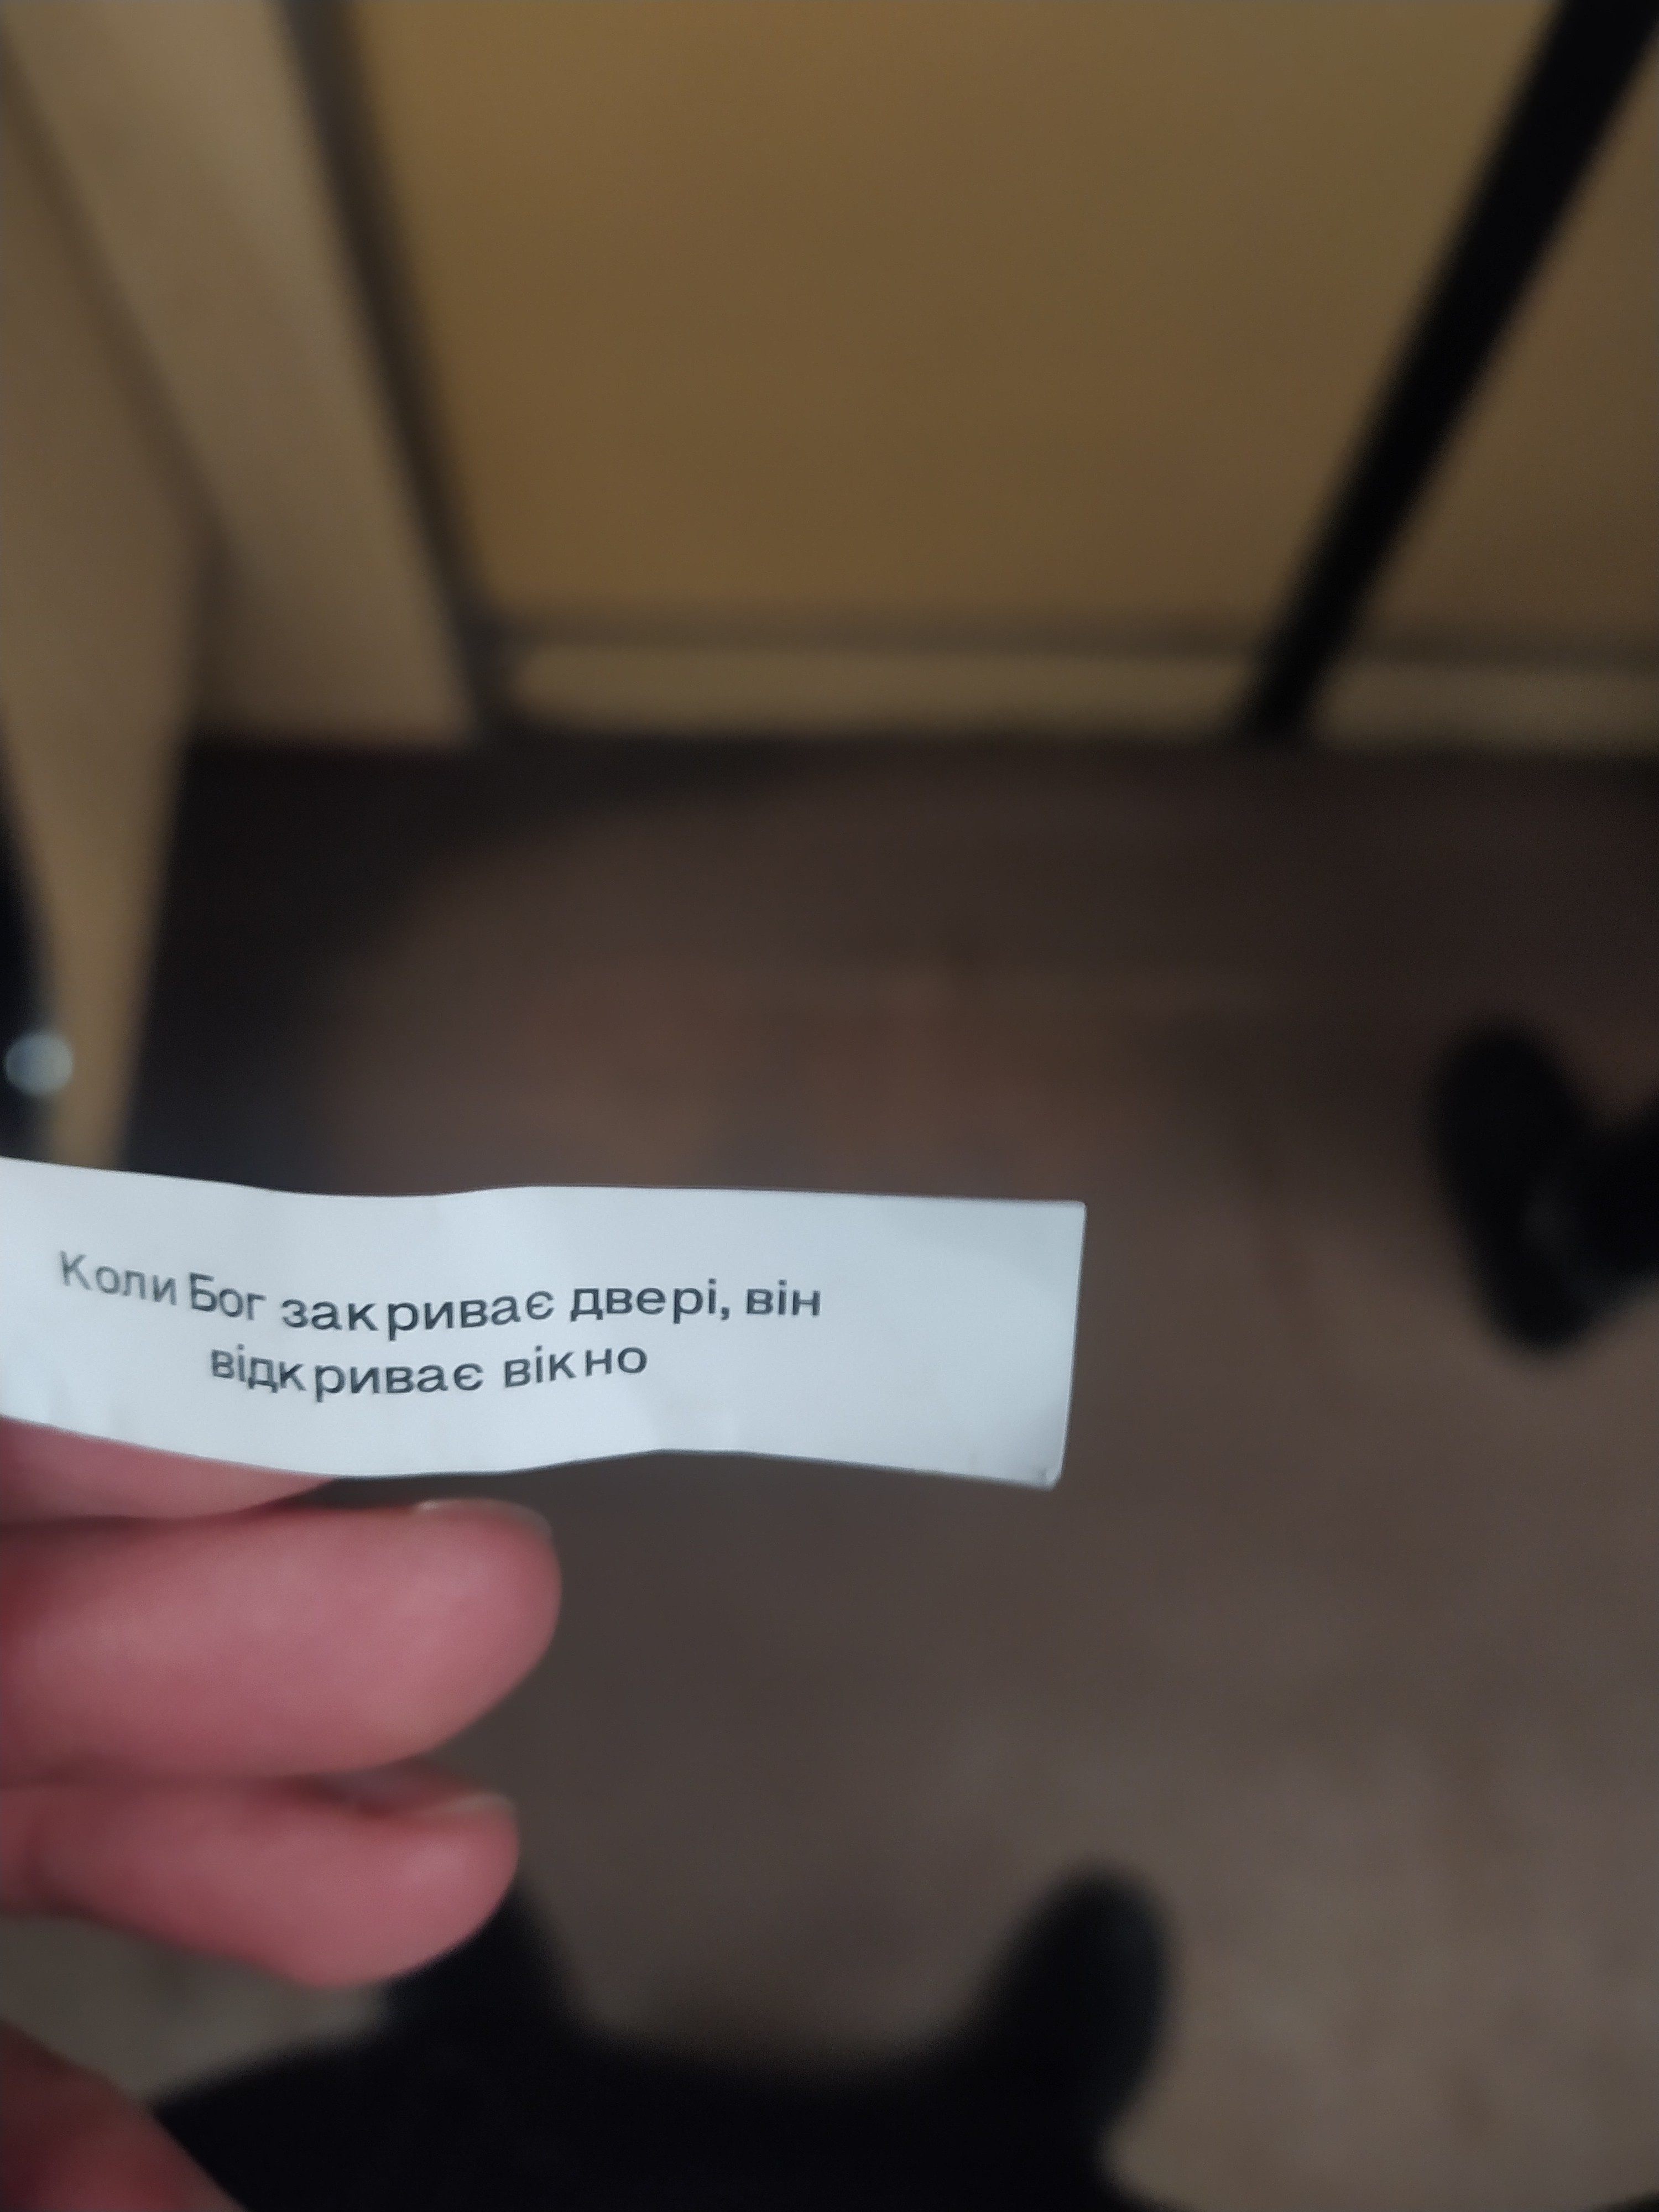 Коли Бог закриває двері, він
відкриває вікно